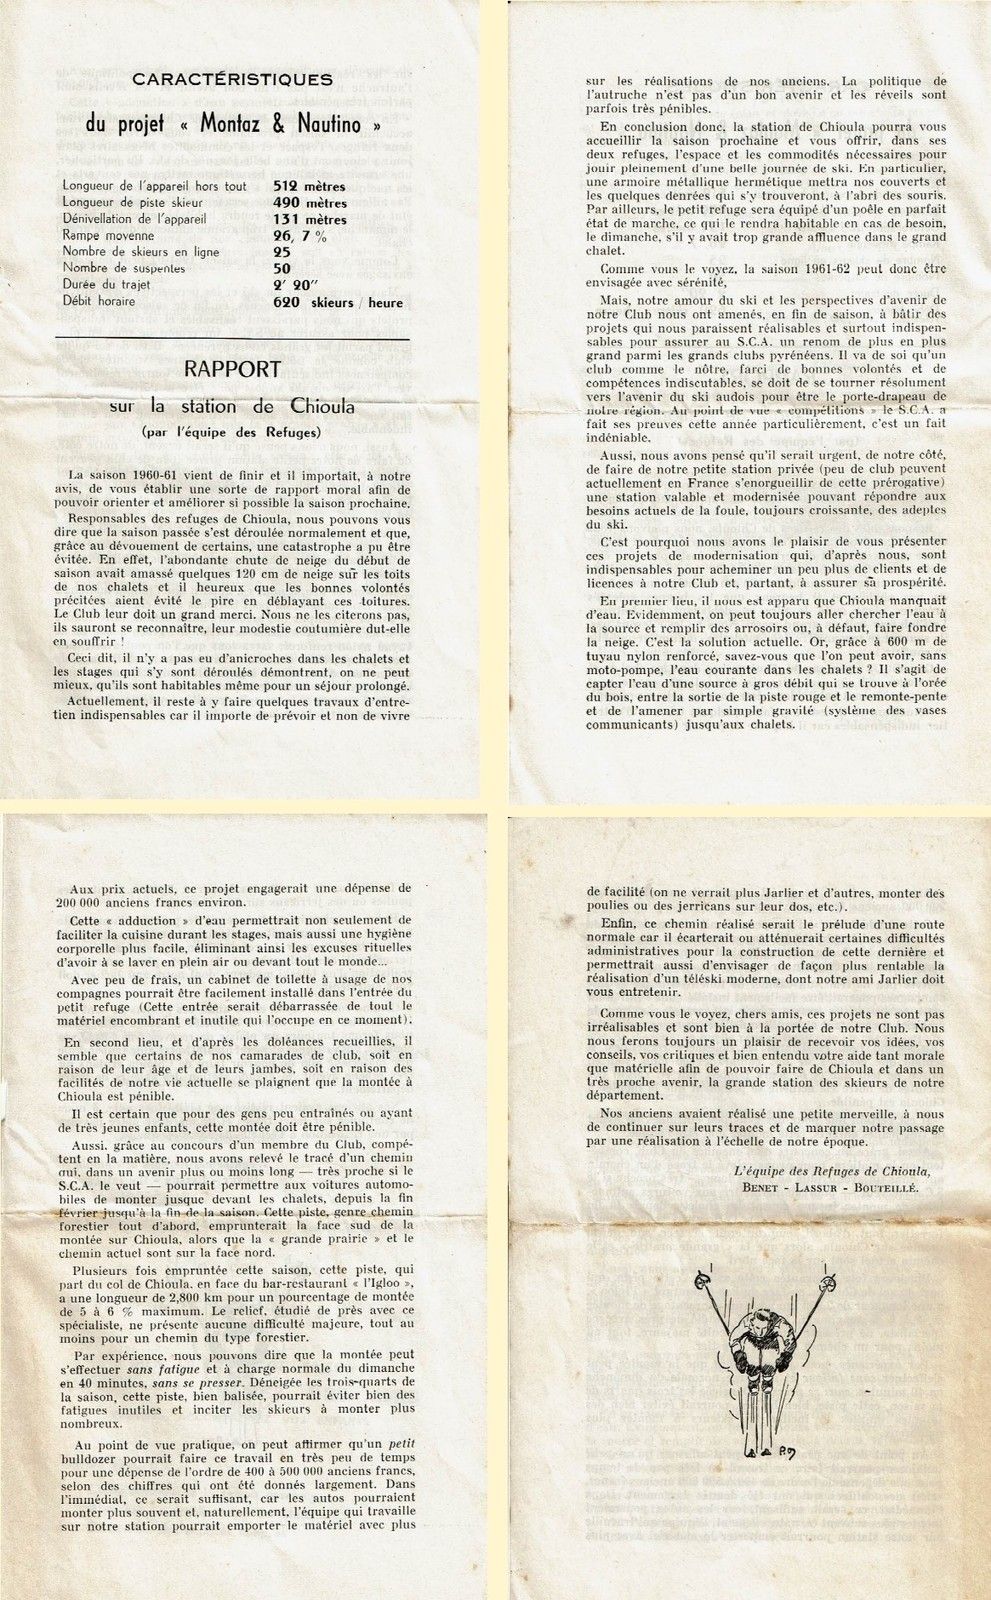 CARACTÉRISTIQUES
du projet « Montaz & Nautino »
Longueur de l'appareil hors tout 512 mètres
Longueur de piste skieur 490 mètres
Dénivellation de l'appareil 131 mètres
Rampe moyenne 26, 7 %
Nombre de skieurs en ligne 25
Nombre de suspentes 50
Durée du trajet 2' 20"
Débit horaire 620 skieurs / heure
RAPPORT
sur la station de Chioula
(par l'équipe des Refuges)
La saison 1960-61 vient de finir et il importait, à notre
avis, de vous établir une sorte de rapport moral afin de
pouvoir orienter et améliorer si possible la saison prochaine.
Responsables des refuges de Chioula, nous pouvons vous
dire que la saison passée s'est déroulée normalement et que,
grâce au dévouement de certains, une catastrophe a pu être
évitée. En effet, l'abondante chute de neige du début de
saison avait amassé quelques 120 cm de neige sur les toits
de nos chalets et il heureux que les bonnes volontés
précitées aient évité le pire en déblayant ces toitures.
Le Club leur doit un grand merci. Nous ne les citerons pas,
ils sauront se reconnaître, leur modestie coutumière dut-elle
en souffrir !
Ceci dit, il n'y a pas eu d'anicroches dans les chalets et
les stages qui s'y sont déroulés démontrent, on ne peut
mieux, qu'ils sont habitables même pour un séjour prolongé.
Actuellement, il reste à y faire quelques travaux d'entre-
tien indispensables car il importe de prévoir et non de vivre
sur les réalisations de nos anciens. La politique de
l'autruche n'est pas d'un bon avenir et les réveils sont
parfois très pénibles.
En conclusion donc, la station de Chioula pourra vous
accueillir la saison prochaine et vous offrir, dans ses
deux refuges, l'espace et les commodités nécessaires pour
jouir pleinement d'une belle journée de ski. En particulier,
une armoire métallique hermétique mettra nos couverts et
les quelques denrées qui s'y trouveront, à l'abri des souris.
Par ailleurs, le petit refuge sera équipé d'un poêle en parfait
état de marche, ce qui le rendra habitable en cas de besoin,
le dimanche, s'il y avait trop grande affluence dans le grand
chalet.
Comme vous le voyez, la saison 1961-62 peut donc être
envisagée avec sérénité,
Mais, notre amour du ski et les perspectives d'avenir de
notre Club nous ont amenés, en fin de saison, à bâtir des
projets qui nous paraissent réalisables et surtout indispen-
sables pour assurer au S.C.A. un renom de plus en plus
grand parmi les grands clubs pyrénéens. Il va de soi qu'un
club comme le nôtre, farci de bonnes volontés et de
compétences indiscutables, se doit de se tourner résolument
vers l'avenir du ski audois pour être le porte-drapeau de
notre région. Au point de vue « compétitions » le S.C.A. a
fait ses preuves cette année particulièrement, c'est un fait
indéniable.
Aussi, nous avons pensé qu'il serait urgent, de notre côté,
de faire de notre petite station privée (peu de club peuvent
actuellement en France s'enorgueillir de cette prérogative)
une station valable et modernisée pouvant répondre aux
besoins actuels de la foule, toujours croissante, des adeptes
du ski.
C'est pourquoi nous avons le plaisir de vous présenter
ces projets de modernisation qui, d'après nous, sont
indispensables pour acheminer un peu plus de clients et de
licences à notre Club et, partant, à assurer sa prospérité.
En premier lieu, il nous est apparu que Chioula manquait
d'eau. Evidemment, on peut toujours aller chercher l'eau à
la source et remplir des arrosoirs ou, à défaut, faire fondre
la neige. C'est la solution actuelle. Or, grâce à 600 m de
tuyau nylon renforcé, savez-vous que l'on peut avoir, sans
moto-pompe, l'eau courante dans les chalets ? Il s'agit de
capter l'eau d'une source à gros débit qui se trouve à l'orée
du bois, entre la sortie de la piste rouge et le remonte-pente
et de l'amener par simple gravité (système des vases
communicants) jusqu'aux chalets.
Aux prix actuels, ce projet engagerait une dépense de
200 000 anciens francs environ.
Cette « adduction » d'eau permettrait non seulement de
faciliter la cuisine durant les stages, mais aussi une hygiène
corporelle plus facile, éliminant ainsi les excuses rituelles
d'avoir à se laver en plein air ou devant tout le monde...
Avec peu de frais, un cabinet de toilette à usage de nos
compagnes pourrait être facilement installé dans l'entrée du
petit refuge (Cette entrée serait débarrassée de tout le
matériel encombrant et inutile qui l'occupe en ce moment).
En second lieu, et d'après les doléances recueillies, il
semble que certains de nos camarades de club, soit en
raison de leur âge et de leurs jambes, soit en raison des
facilités de notre vie actuelle se plaignent que la montée à
Chioula est pénible.
Il est certain que pour des gens peu entraînés ou ayant
de très jeunes enfants, cette montée doit être pénible.
Aussi, grâce au concours d'un membre du Club, compé-
tent en la matière, nous avons relevé le tracé d'un chemin
qui, dans un avenir plus ou moins long — très proche si le
S.C.A. le veut — pourrait permettre aux voitures automo-
biles de monter jusque devant les chalets, depuis la fin
février jusqu'à la fin de la saison. Cette piste, genre chemin
forestier tout d'abord, emprunterait la face sud de la
montée sur Chioula, alors que la « grande prairie » et le
chemin actuel sont sur la face nord.
Plusieurs fois empruntée cette saison, cette piste, qui
part du col de Chioula, en face du bar-restaurant « l'Igloo »,
a une longueur de 2,800 km pour un pourcentage de montée
de 5 à 6 % maximum. Le relief, étudié de près avec ce
spécialiste, ne présente aucune difficulté majeure, tout au
moins pour un chemin du type forestier.
Par expérience, nous pouvons dire que la montée peut
s'effectuer sans fatigue et à charge normale du dimanche
en 40 minutes, sans se presser. Déneigée les trois-quarts de
la saison, cette piste, bien balisée, pourrait éviter bien des
fatigues inutiles et inciter les skieurs à monter plus
nombreux.
Au point de vue pratique, on peut affirmer qu'un petit
bulldozer pourrait faire ce travail en très peu de temps
pour une dépense de l'ordre de 400 à 500 000 anciens francs,
selon des chiffres qui ont été donnés largement. Dans
l'immédiat, ce serait suffisant, car les autos pourraient
monter plus souvent et, naturellement, l'équipe qui travaille
sur notre station pourrait emporter le matériel avec plus
de facilité (on ne verrait plus Jarlier et d'autres, monter des
poulies ou des jerricans sur leur dos, etc.).
Enfin, ce chemin réalisé serait le prélude d'une route
normale car il écarterait ou atténuerait certaines difficultés
administratives pour la construction de cette dernière et
permettrait aussi d'envisager de façon plus rentable la
réalisation d'un téléski moderne, dont notre ami Jarlier doit
vous entretenir.
Comme vous le voyez, chers amis, ces projets ne sont pas
irréalisables et sont bien à la portée de notre Club. Nous
nous ferons toujours un plaisir de recevoir vos idées, vos
conseils, vos critiques et bien entendu votre aide tant morale
que matérielle afin de pouvoir faire de Chioula et dans un
très proche avenir, la grande station des skieurs de notre
département.
Nos anciens avaient réalisé une petite merveille, à nous
de continuer sur leurs traces et de marquer notre passage
par une réalisation à l'échelle de notre époque.
L'équipe des Refuges de Chioula,
BENET - LASSUR - BOUTEILLÉ.